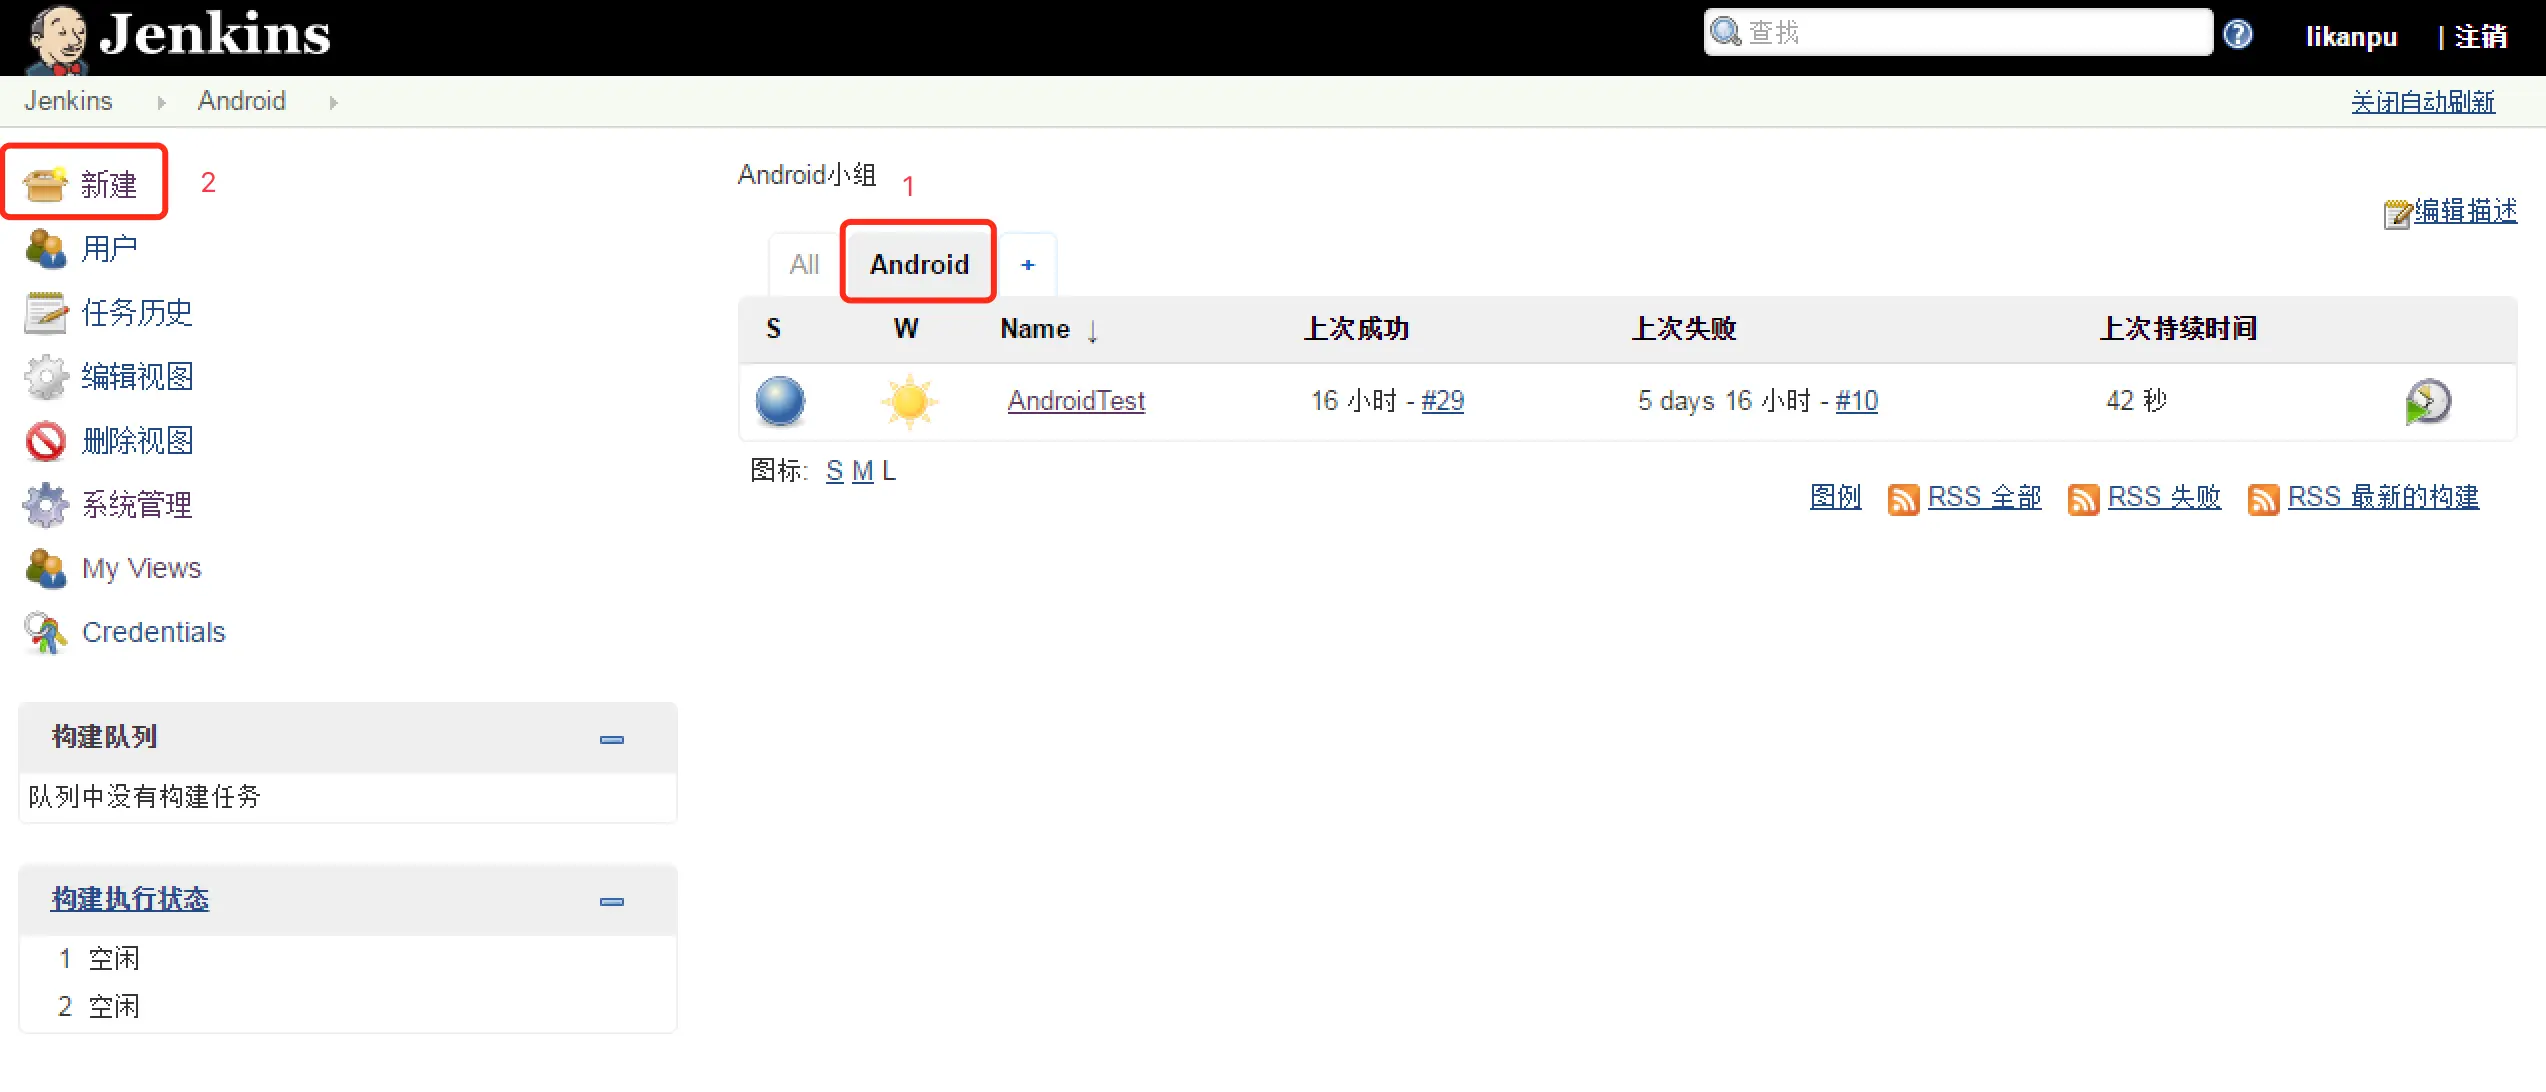 Jenkins
查找
likanpu
| 注销
Jenkins
Android
关闭自动刷新
新建
2
用户
任务历史
编辑视图
删除视图
系统管理
My Views
Credentials
构建队列
队列中没有构建任务
构建执行状态
1 空闲
2 空闲
Android小组
1
编辑描述
All
Android
+
S W Name ↓ 上次成功 上次失败 上次持续时间
AndroidTest 16 小时 - #29 5 days 16 小时 - #10 42 秒
图标: S M L
图例 RSS 全部 RSS 失败 RSS 最新的构建